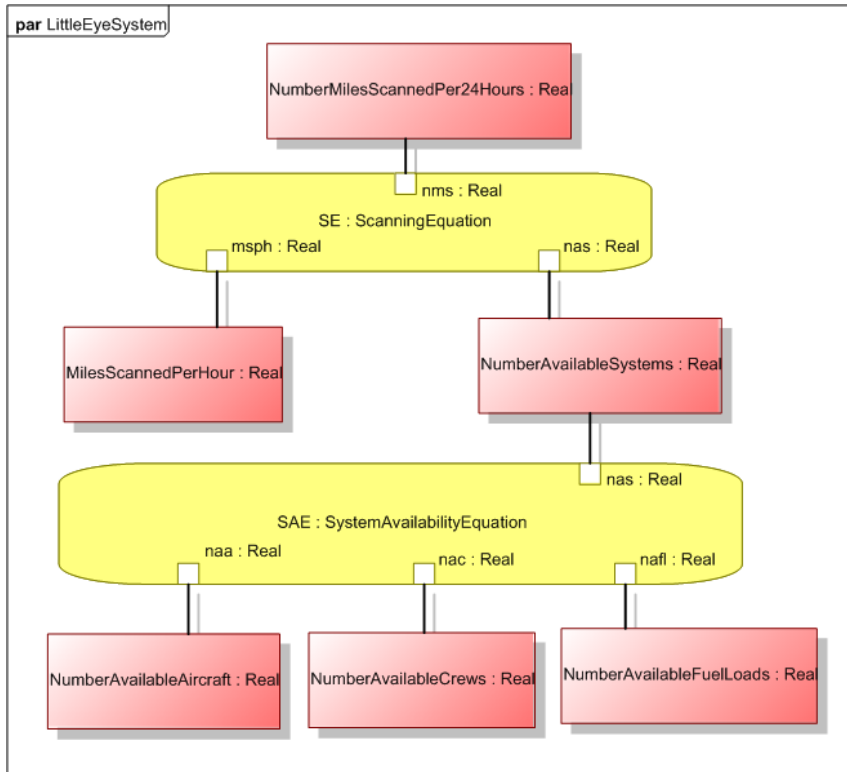 par LittleEyeSystem
NumberMilesScannedPer24Hours : Real
nms : Real
SE : ScanningEquation
msph : Real
nas : Real
MilesScannedPerHour : Real
NumberAvailableSystems : Real
nas : Real
SAE : SystemAvailabilityEquation
naa : Real
nac : Real
nafl : Real
NumberAvailableAircraft : Real
NumberAvailableCrews : Real
NumberAvailableFuelLoads : Real